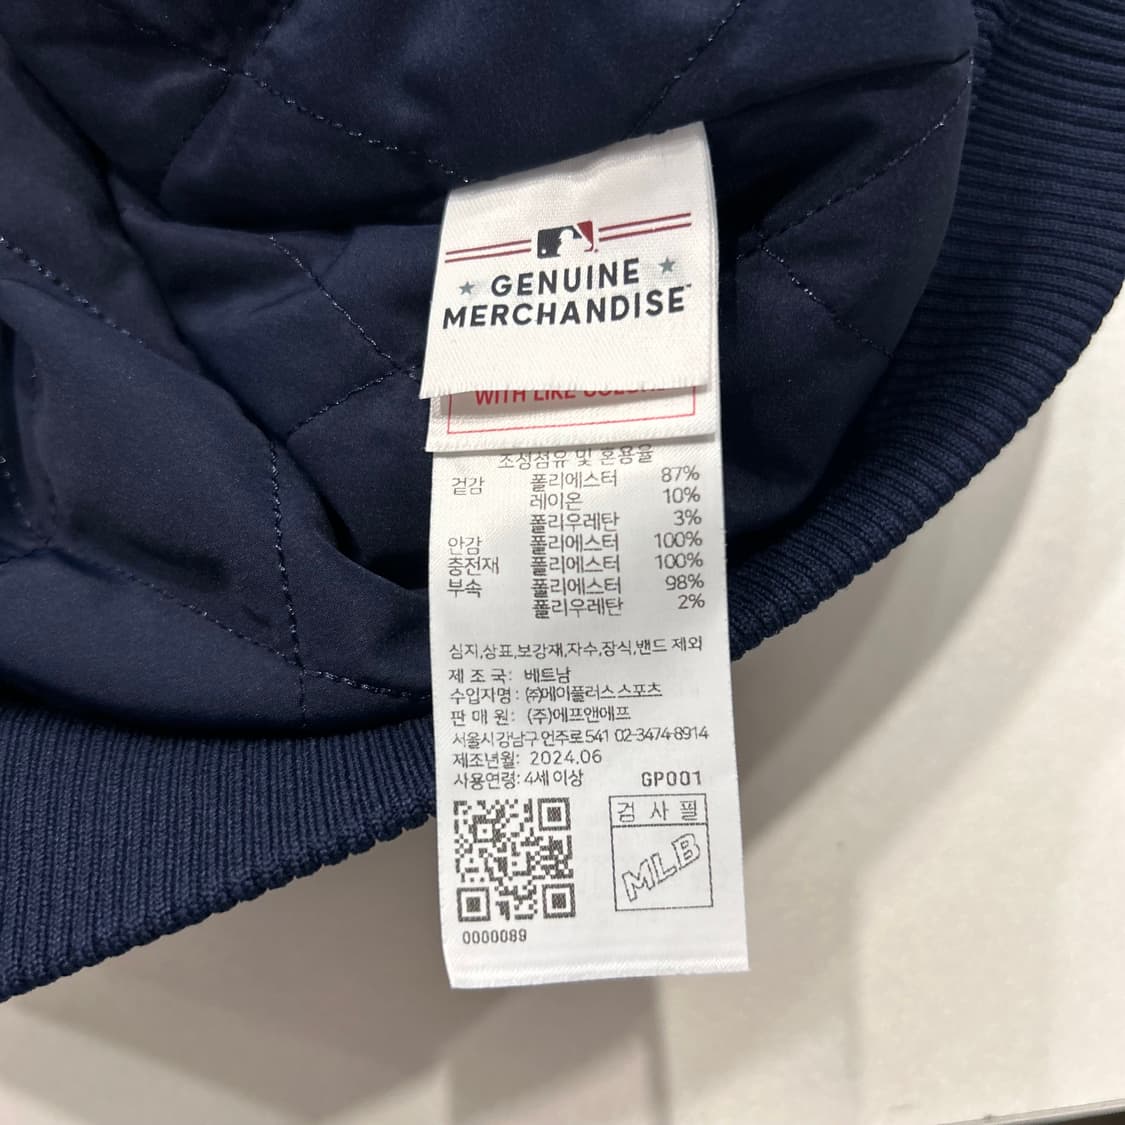 GENUINE
MERCHANDISE™
WITH LIKE
조성섬유 및 혼용율
겉감 폴리에스터 87%
레이온 10%
폴리우레탄 3%
안감 폴리에스터 100%
충전재 폴리에스터 100%
부속 폴리에스터 98%
폴리우레탄 2%
심지,상표,보강재,자수,장식,밴드 제외
제 조 국: 베트남
수입자명: ㈜에이플러스 스포츠
판 매 원: (주)에프앤에프
서울시 강남구 언주로 541 02-3474-8914
제조년월: 2024.06
사용연령: 4세 이상
GP001
검 사 필
MLB
0000089